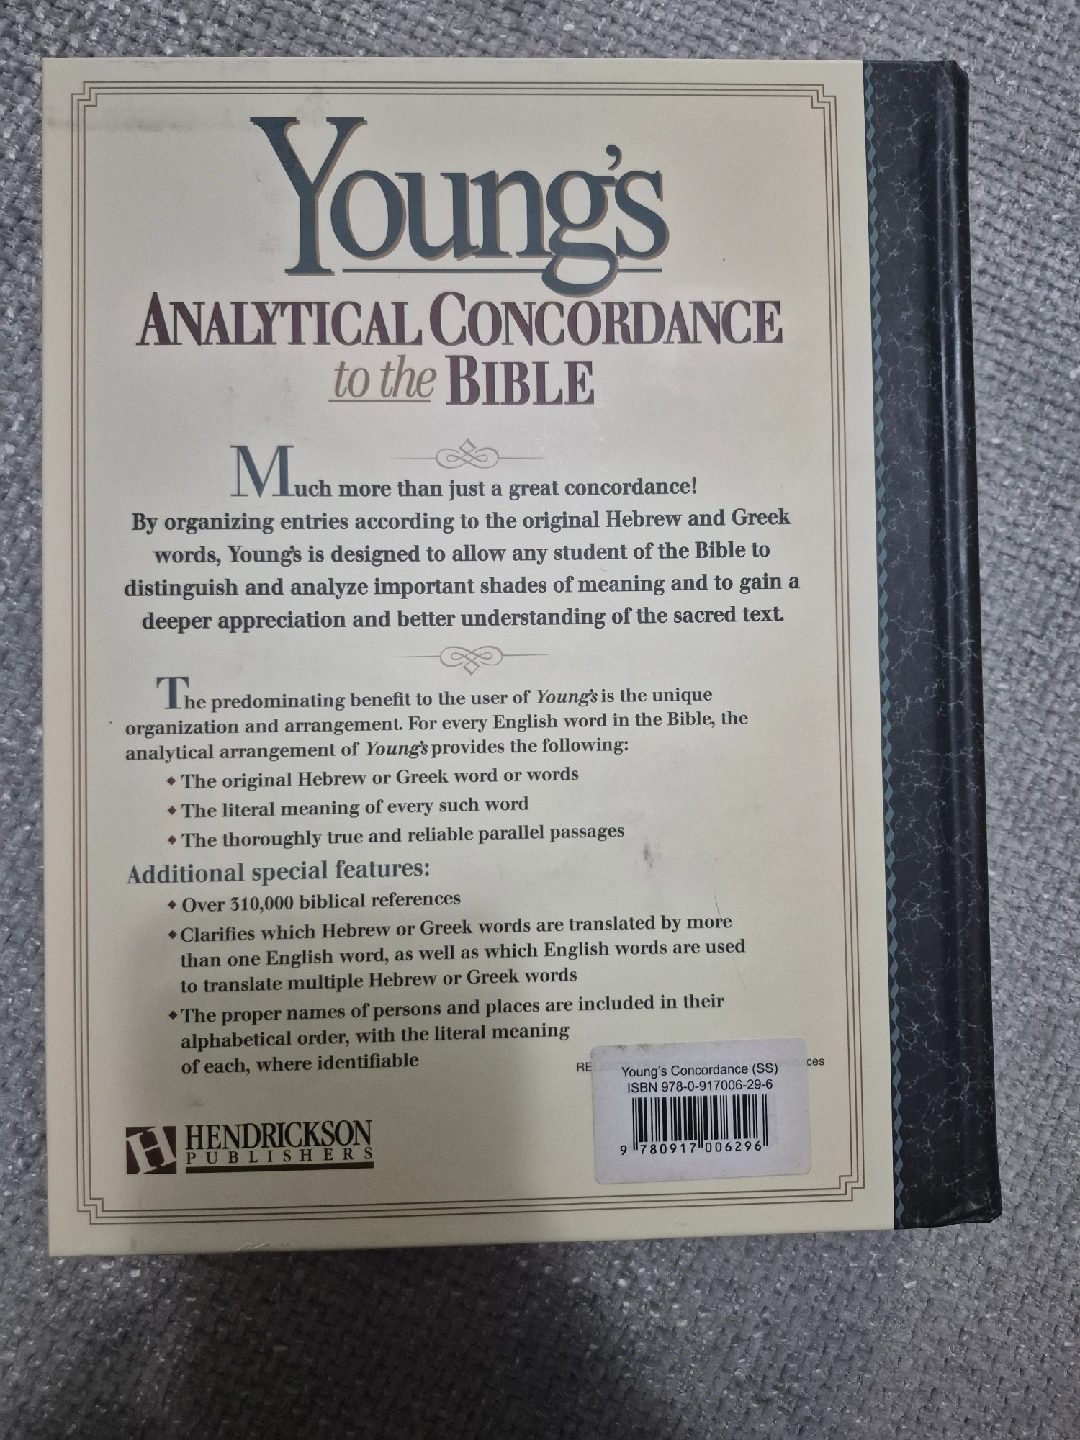 Young's
ANALYTICAL CONCORDANCE
to the BIBLE
Much more than just a great concordance!
By organizing entries according to the original Hebrew and Greek
words, Young's is designed to allow any student of the Bible to
distinguish and analyze important shades of meaning and to gain a
deeper appreciation and better understanding of the sacred text.
The predominating benefit to the user of Young's is the unique
organization and arrangement. For every English word in the Bible, the
analytical arrangement of Young's provides the following:
◆ The original Hebrew or Greek word or words
◆ The literal meaning of every such word
◆ The thoroughly true and reliable parallel passages
Additional special features:
◆ Over 310,000 biblical references
◆ Clarifies which Hebrew or Greek words are translated by more
than one English word, as well as which English words are used
to translate multiple Hebrew or Greek words
◆ The proper names of persons and places are included in their
alphabetical order, with the literal meaning
of each, where identifiable
Young's Concordance (SS)
ISBN 978-0-917006-29-6
9 780917 006296
H HENDRICKSON
PUBLISHERS